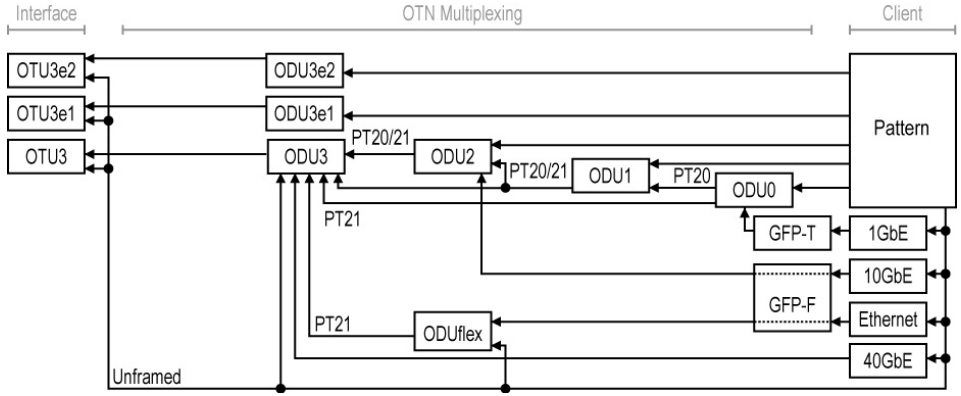 Interface
OTN Multiplexing
Client
OTU3e2
ODU3e2
OTU3e1
ODU3e1
Pattern
PT20/21
OTU3
ODU3
ODU2
PT20/21
ODU1
PT20
ODU0
PT21
GFP-T
1GbE
10GbE
GFP-F
PT21
ODUflex
Ethernet
40GbE
Unframed